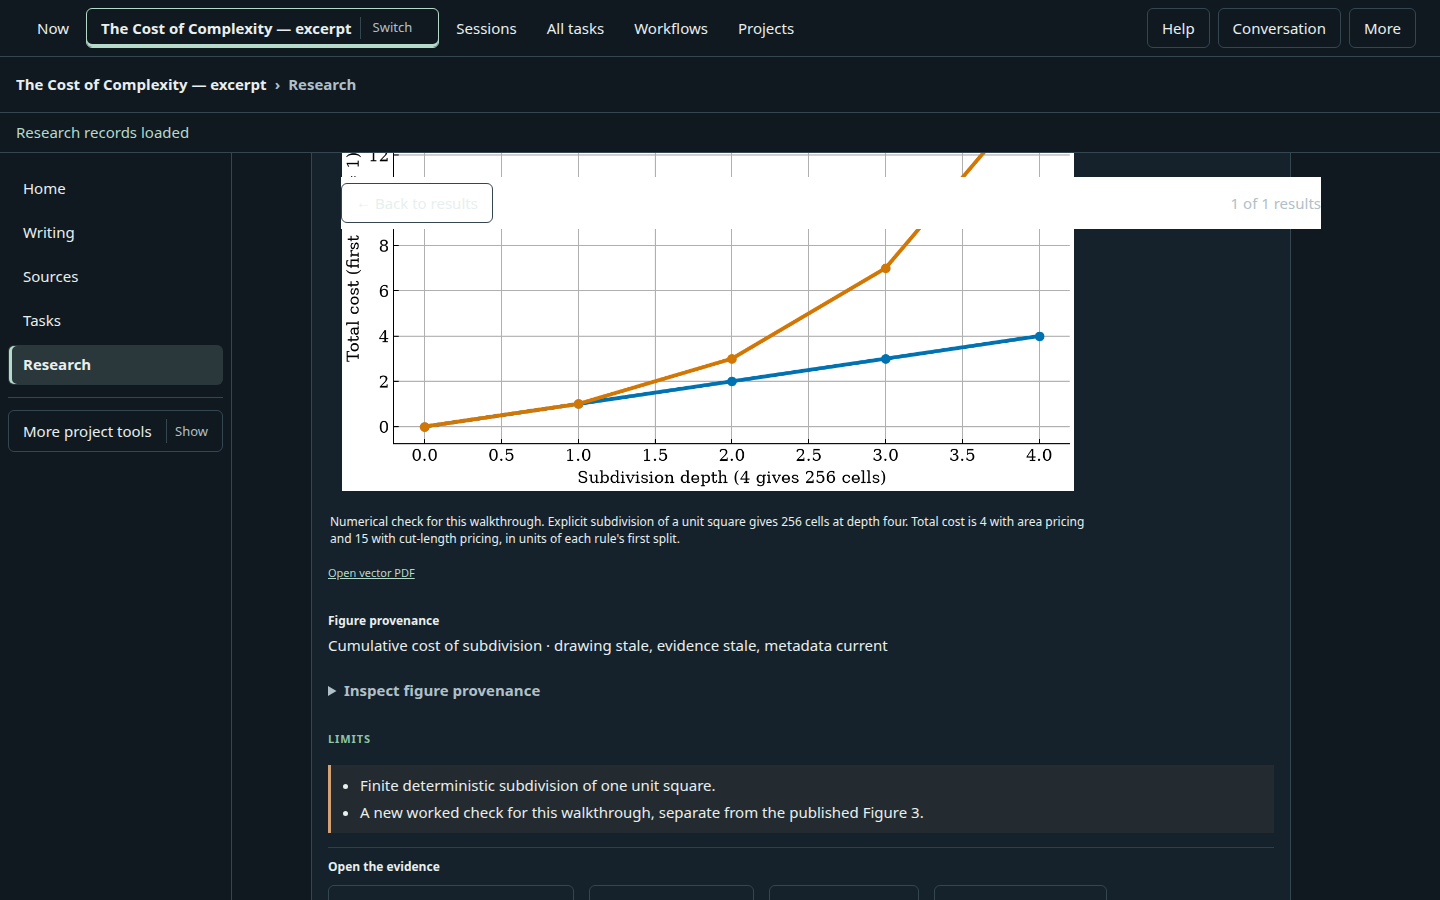 Now
The Cost of Complexity — excerpt
Switch
Sessions
All tasks
Workflows
Projects
Help
Conversation
More
The Cost of Complexity — excerpt › Research
Research records loaded
Home
Writing
Sources
Tasks
Research
More project tools
Show
← Back to results
1 of 1 results
12
8
6
4
2
0
Total cost (first
= 1)
0.0 0.5 1.0 1.5 2.0 2.5 3.0 3.5 4.0
Subdivision depth (4 gives 256 cells)
Numerical check for this walkthrough. Explicit subdivision of a unit square gives 256 cells at depth four. Total cost is 4 with area pricing
and 15 with cut-length pricing, in units of each rule's first split.
Open vector PDF
Figure provenance
Cumulative cost of subdivision · drawing stale, evidence stale, metadata current
Inspect figure provenance
LIMITS
• Finite deterministic subdivision of one unit square.
• A new worked check for this walkthrough, separate from the published Figure 3.
Open the evidence